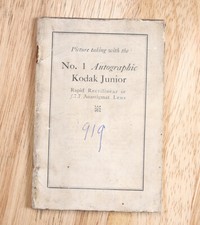 Picture taking with the
No. 1 Autographic
Kodak Junior
Rapid Rectilinear or
Anastigmat Lens
919